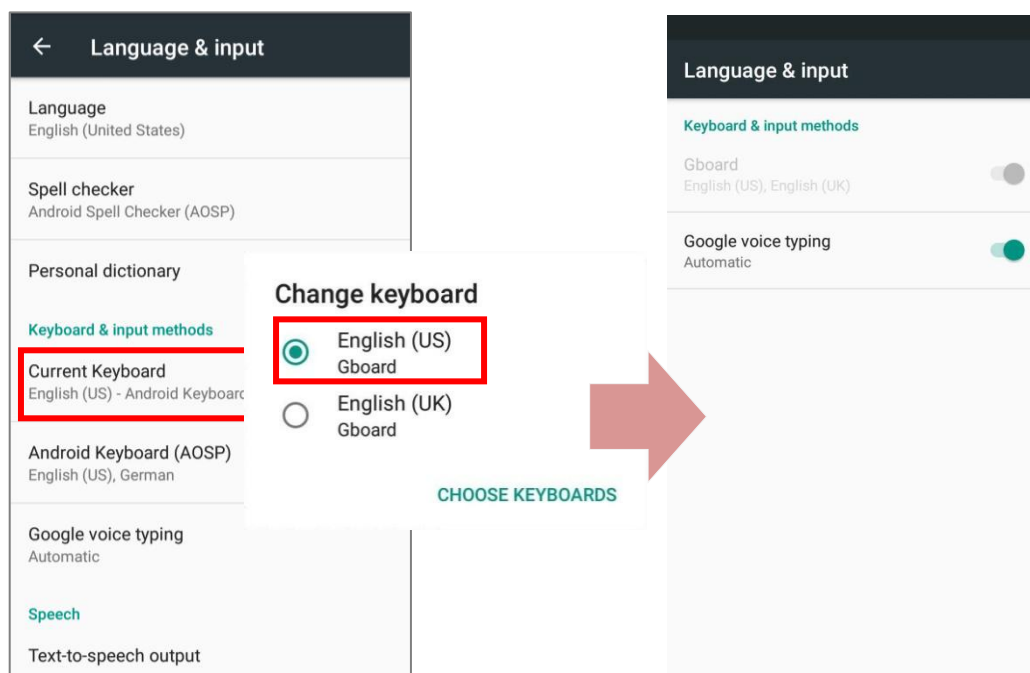 Language & input
Language
English (United States)
Spell checker
Android Spell Checker (AOSP)
Personal dictionary
Keyboard & input methods
Current Keyboard
English (US) - Android Keyboard
Android Keyboard (AOSP)
English (US), German
Google voice typing
Automatic
Speech
Text-to-speech output
Change keyboard
English (US)
Gboard
English (UK)
Gboard
CHOOSE KEYBOARDS
Language & input
Keyboard & input methods
Gboard
English (US), English (UK)
Google voice typing
Automatic